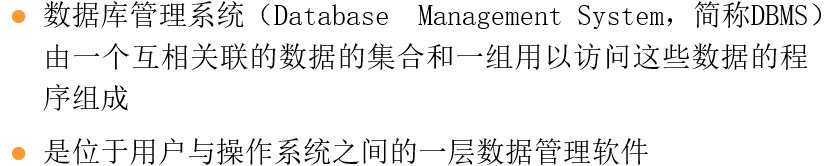 数据库管理系统（Database Management System，简称DBMS）
由一个互相关联的数据的集合和一组用以访问这些数据的程
序组成
是位于用户与操作系统之间的一层数据管理软件